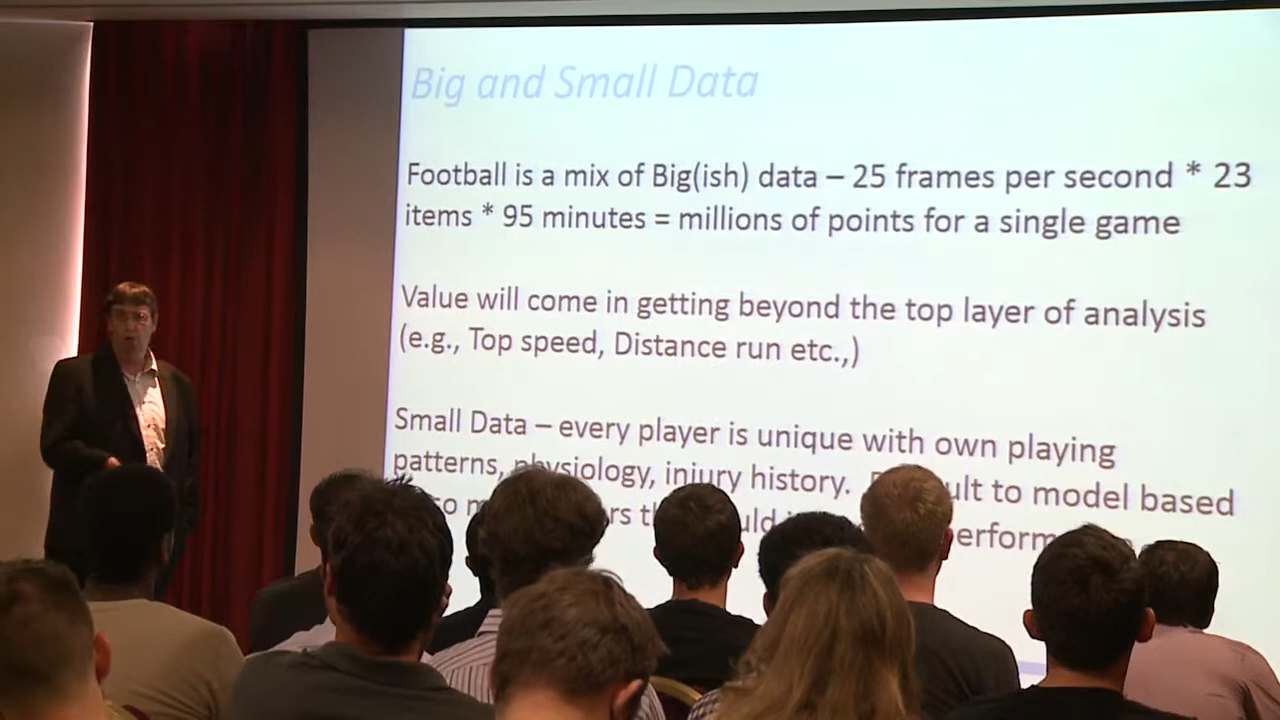 Big and Small Data
Football is a mix of Big(ish) data – 25 frames per second * 23
items * 95 minutes = millions of points for a single game
Value will come in getting beyond the top layer of analysis
(e.g., Top speed, Distance run etc.,)
Small Data – every player is unique with own playing
patterns, physiology, injury history. to model based